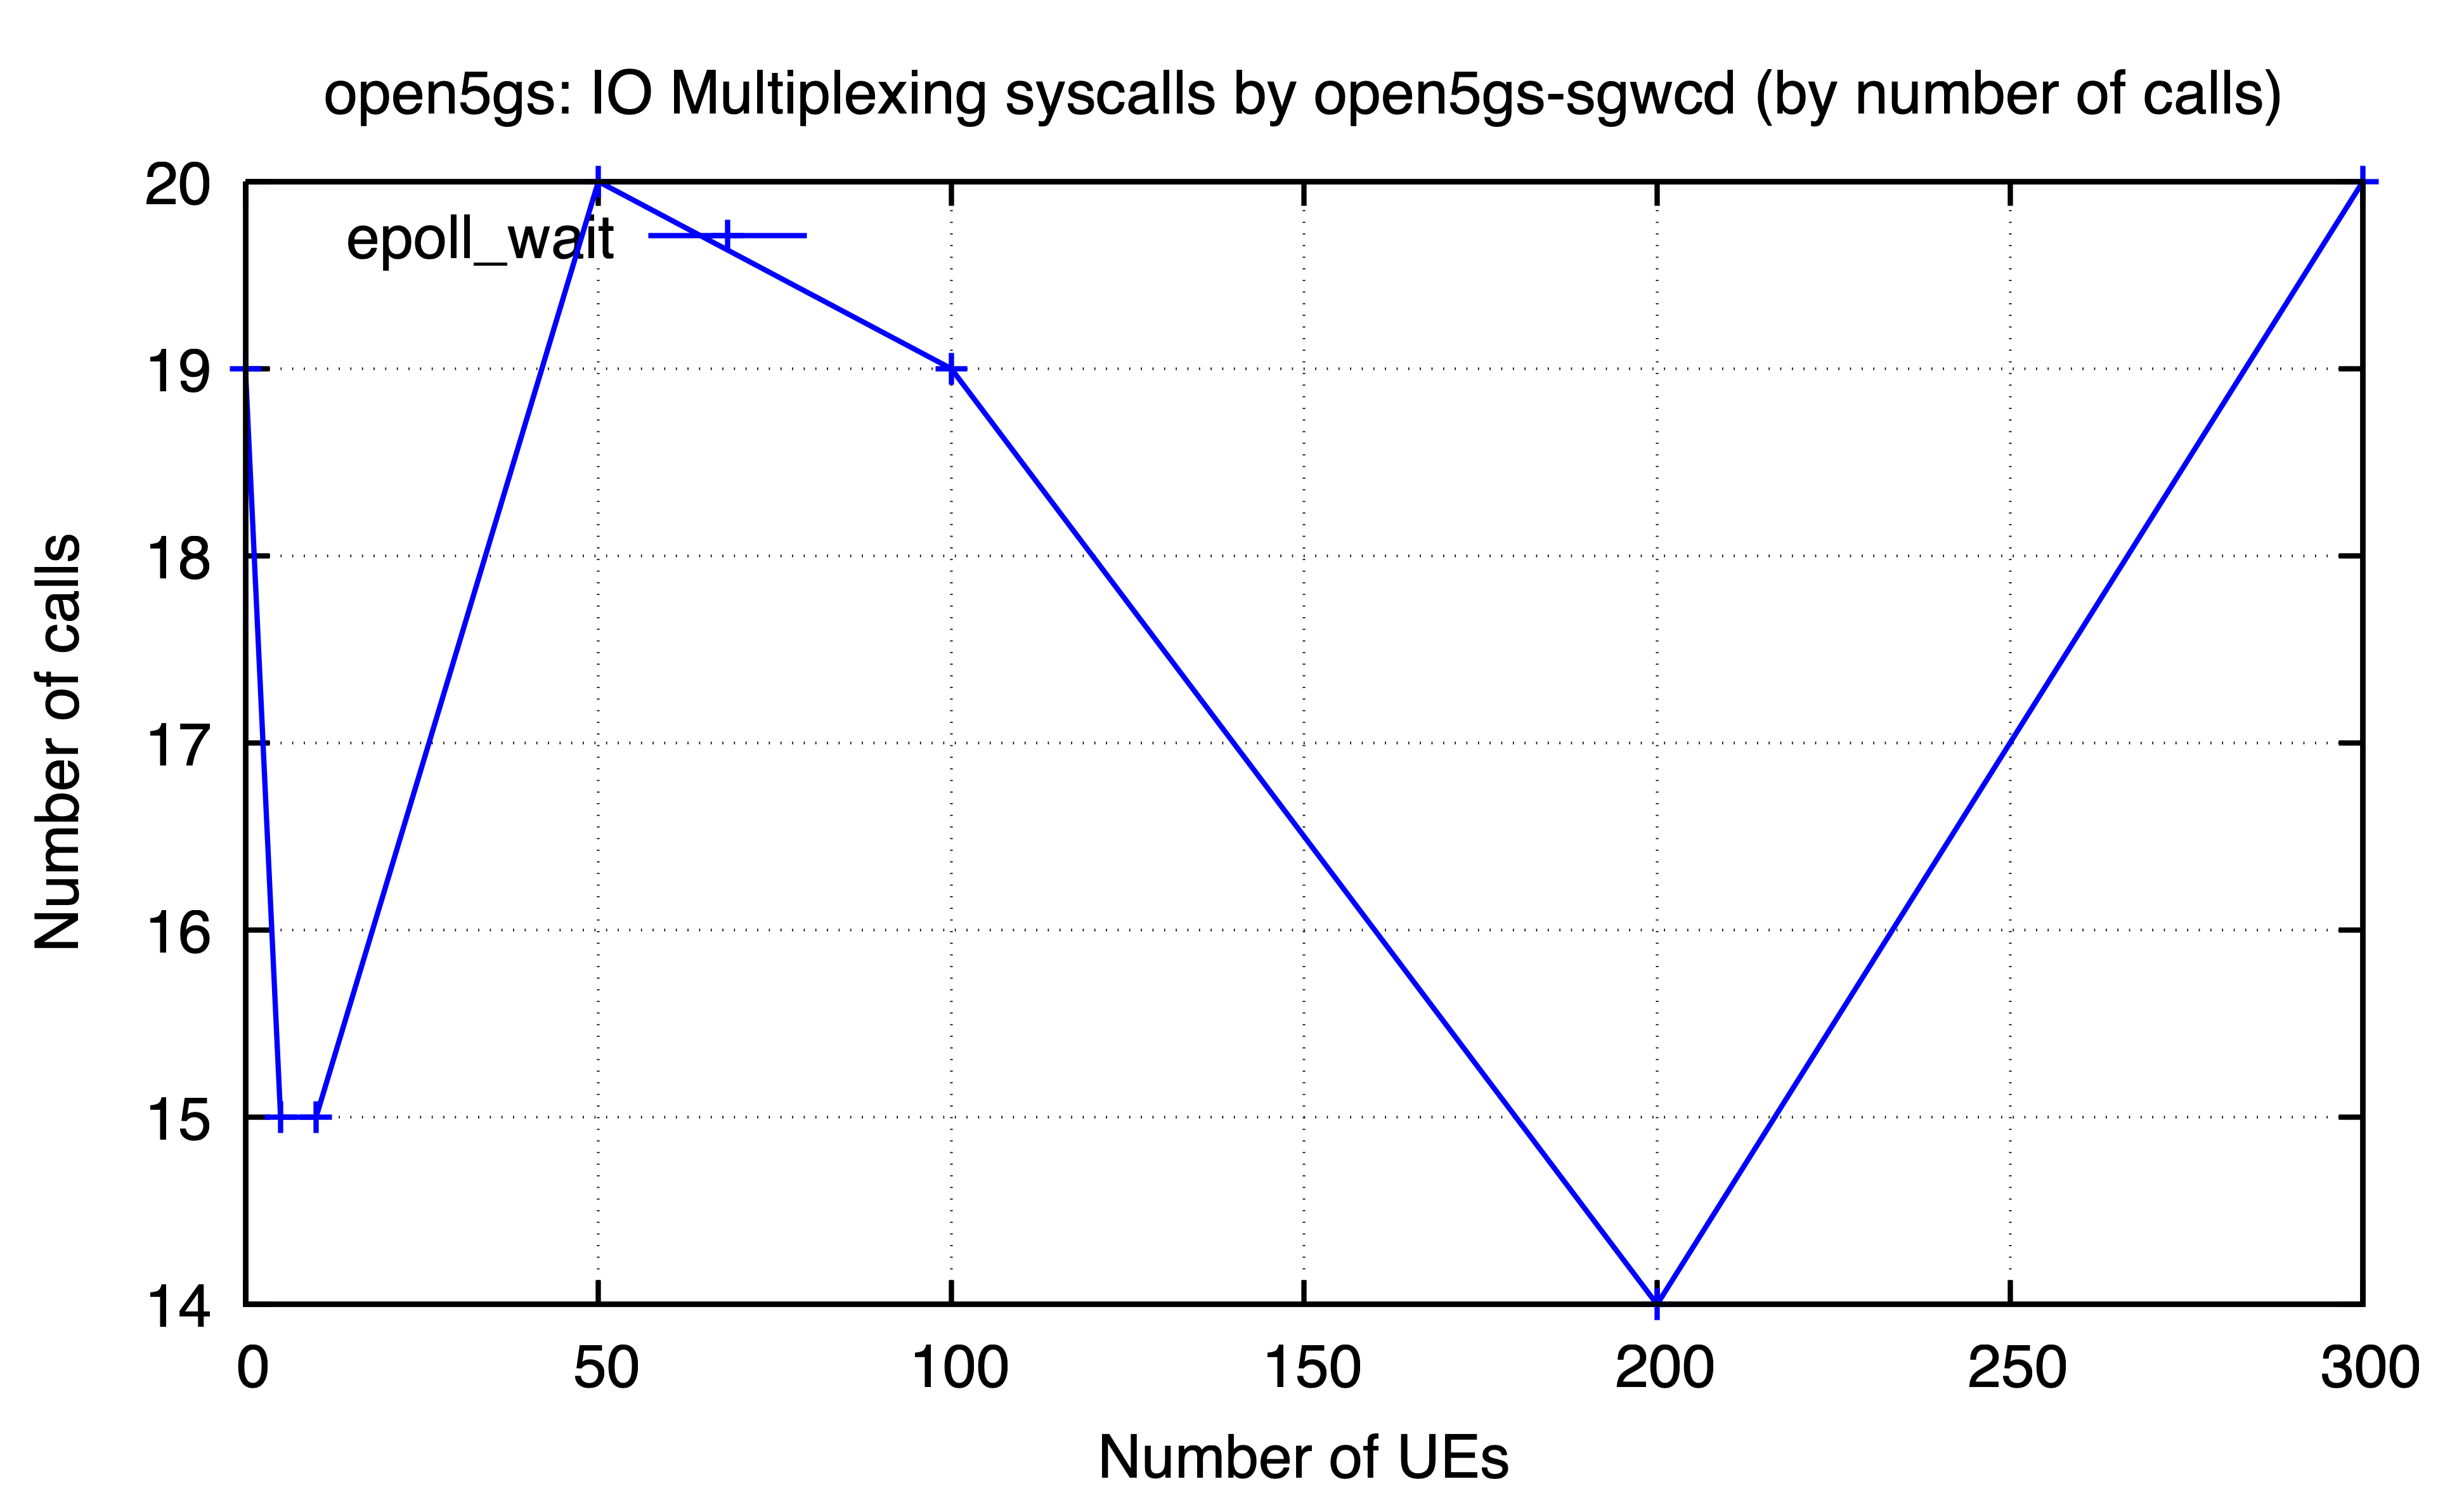 open5gs: IO Multiplexing syscalls by open5gs-sgwcd (by number of calls)
20
epoll_wait
19
18
17
16
15
14
Number of calls
0 50 100 150 200 250 300
Number of UEs